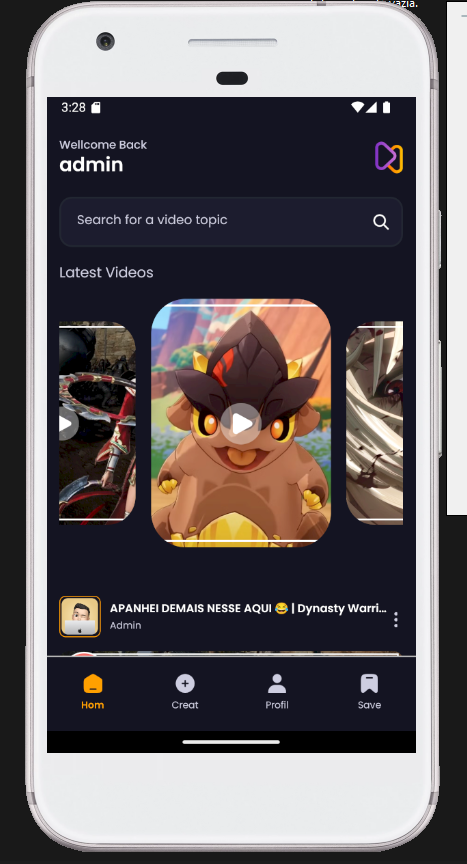 azia.
3:28
Wellcome Back
admin
Search for a video topic
Latest Videos
APANHEI DEMAIS NESSE AQUI 😂 | Dynasty Warri...
Admin
Hom
Creat
Profil
Save